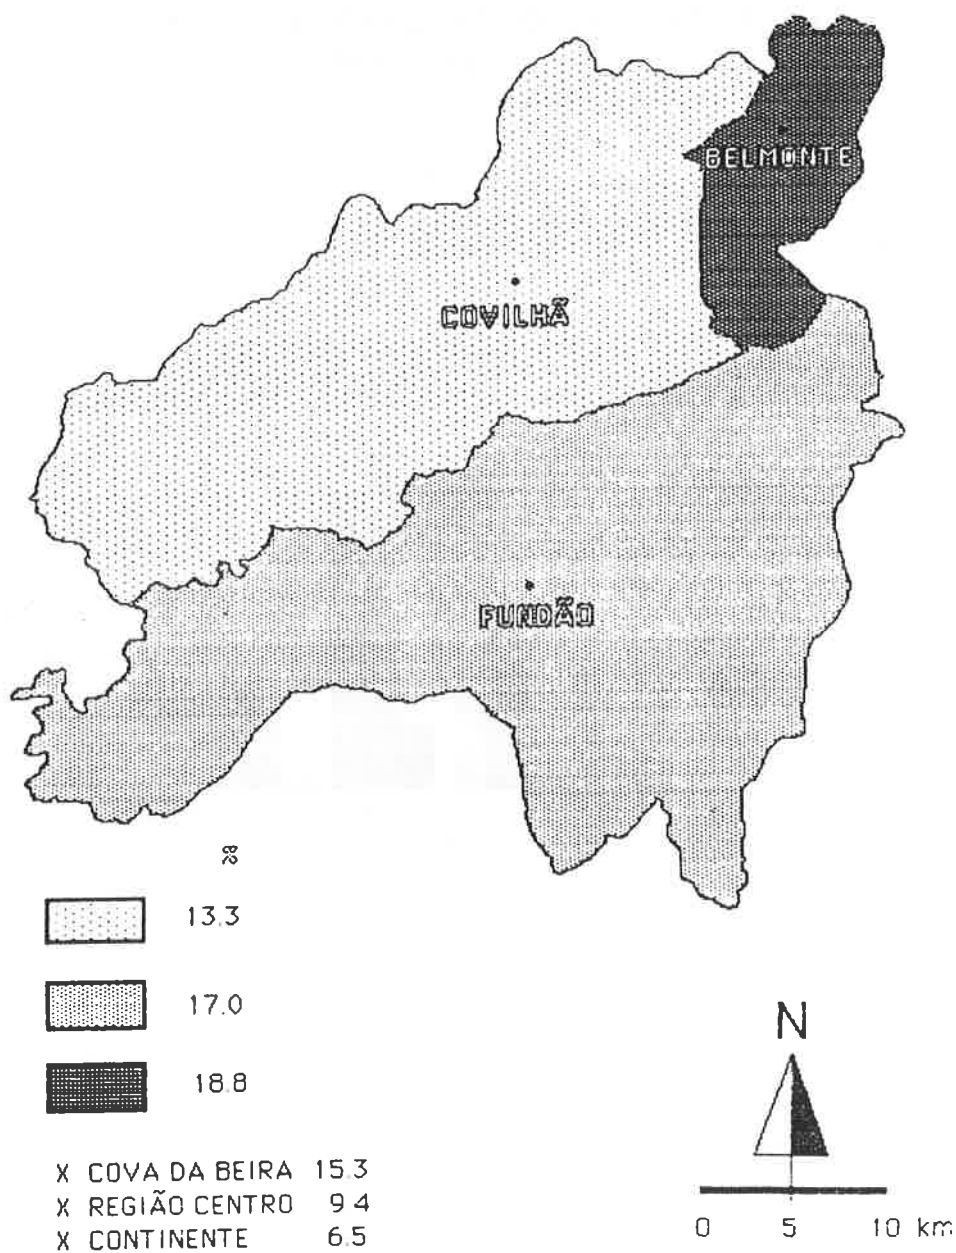 BELMONTE
COVILHÃ
FUNDÃO
%
13.3
17.0
18.8
X COVA DA BEIRA 15.3
X REGIÃO CENTRO 9 4
X CONTINENTE 6.5
N
0 5 10 km